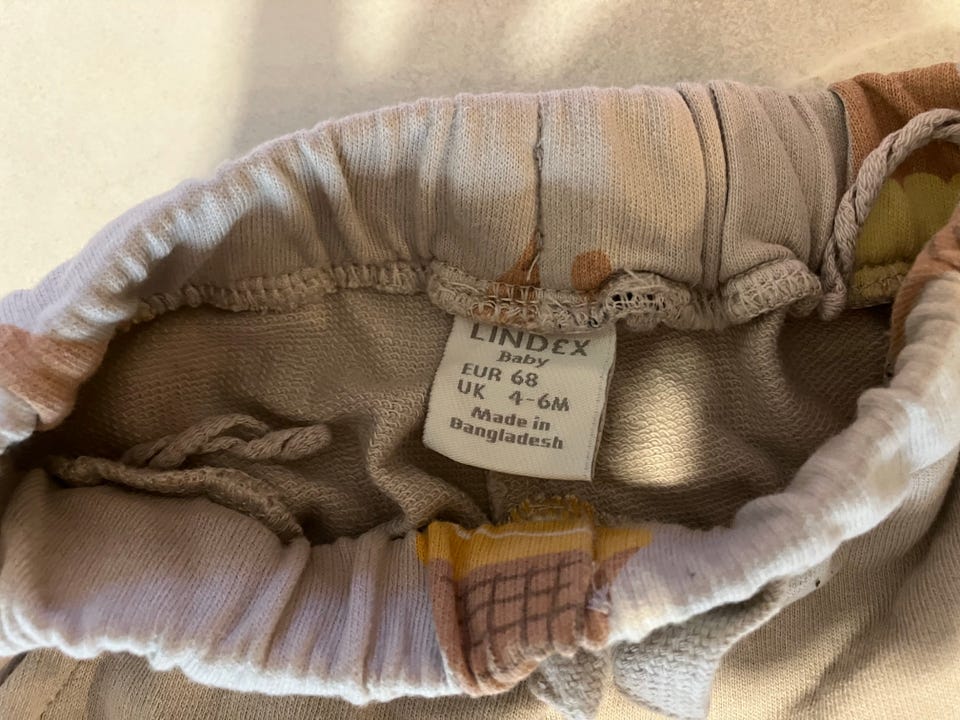 LINDEX
Baby
EUR 68
UK 4-6M
Made in
Bangladesh